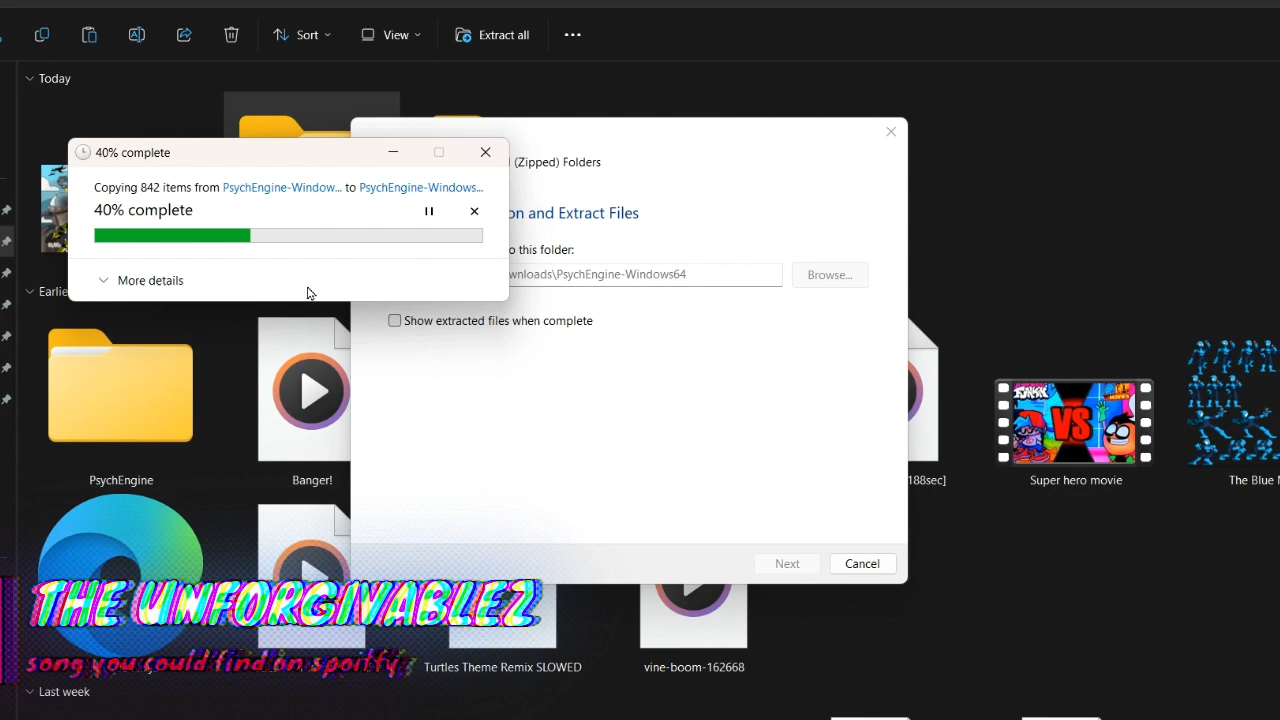 Sort
View
Extract all
Today
40% complete
(Zipped) Folders
Copying 842 items from PsychEngine-Window... to PsychEngine-Windows...
40% complete
on and Extract Files
o this folder:
wnloads\PsychEngine-Windows64
Browse...
More details
Earlie
Show extracted files when complete
FUNKIN
VS
PsychEngine
Banger!
188sec]
Super hero movie
The Blue
Next
Cancel
THE UNFORGIVABLEZ
song you could find on spotify
Turtles Theme Remix SLOWED
vine-boom-162668
Last week